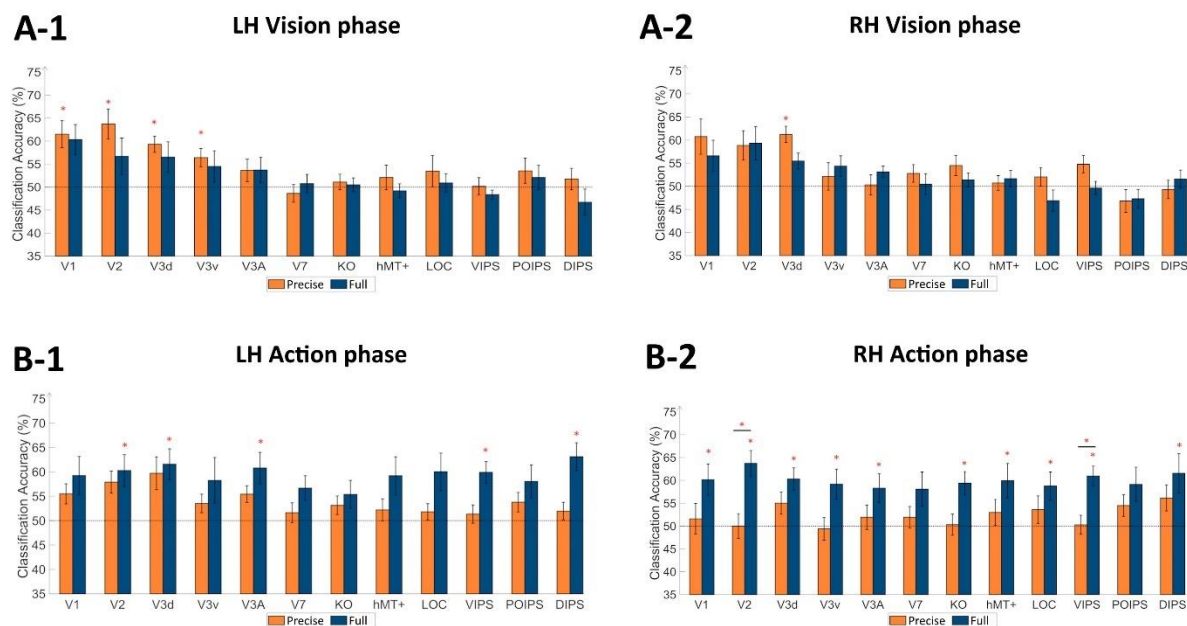 A-1
LH Vision phase
Classification Accuracy (%)
75
70
65
60
55
50
45
40
35
V1 V2 V3d V3v V3A V7 KO hMT+ LOC VIPS POIPS DIPS
Precise Full
A-2
RH Vision phase
Classification Accuracy (%)
75
70
65
60
55
50
45
40
35
V1 V2 V3d V3v V3A V7 KO hMT+ LOC VIPS POIPS DIPS
Precise Full
B-1
LH Action phase
Classification Accuracy (%)
75
70
65
60
55
50
45
40
35
V1 V2 V3d V3v V3A V7 KO hMT+ LOC VIPS POIPS DIPS
Precise Full
B-2
RH Action phase
Classification Accuracy (%)
75
70
65
60
55
50
45
40
35
V1 V2 V3d V3v V3A V7 KO hMT+ LOC VIPS POIPS DIPS
Precise Full